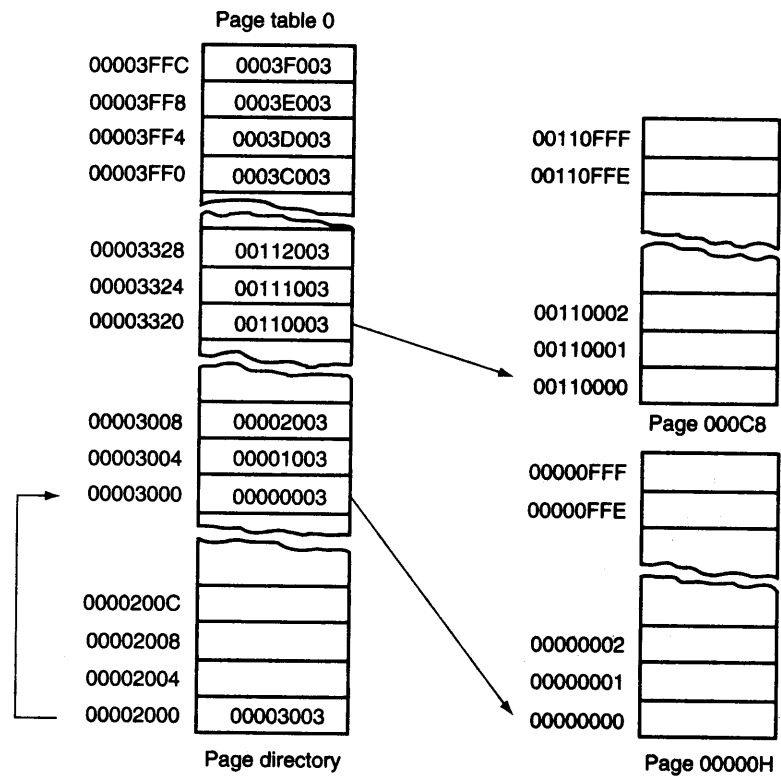 Page table 0
00003FFC 0003F003
00003FF8 0003E003
00003FF4 0003D003
00003FF0 0003C003
00003328 00112003
00003324 00111003
00003320 00110003
00003008 00002003
00003004 00001003
00003000 00000003
0000200C
00002008
00002004
00002000 00003003
Page directory
00110FFF
00110FFE
00110002
00110001
00110000
Page 000C8
00000FFF
00000FFE
00000002
00000001
00000000
Page 00000H